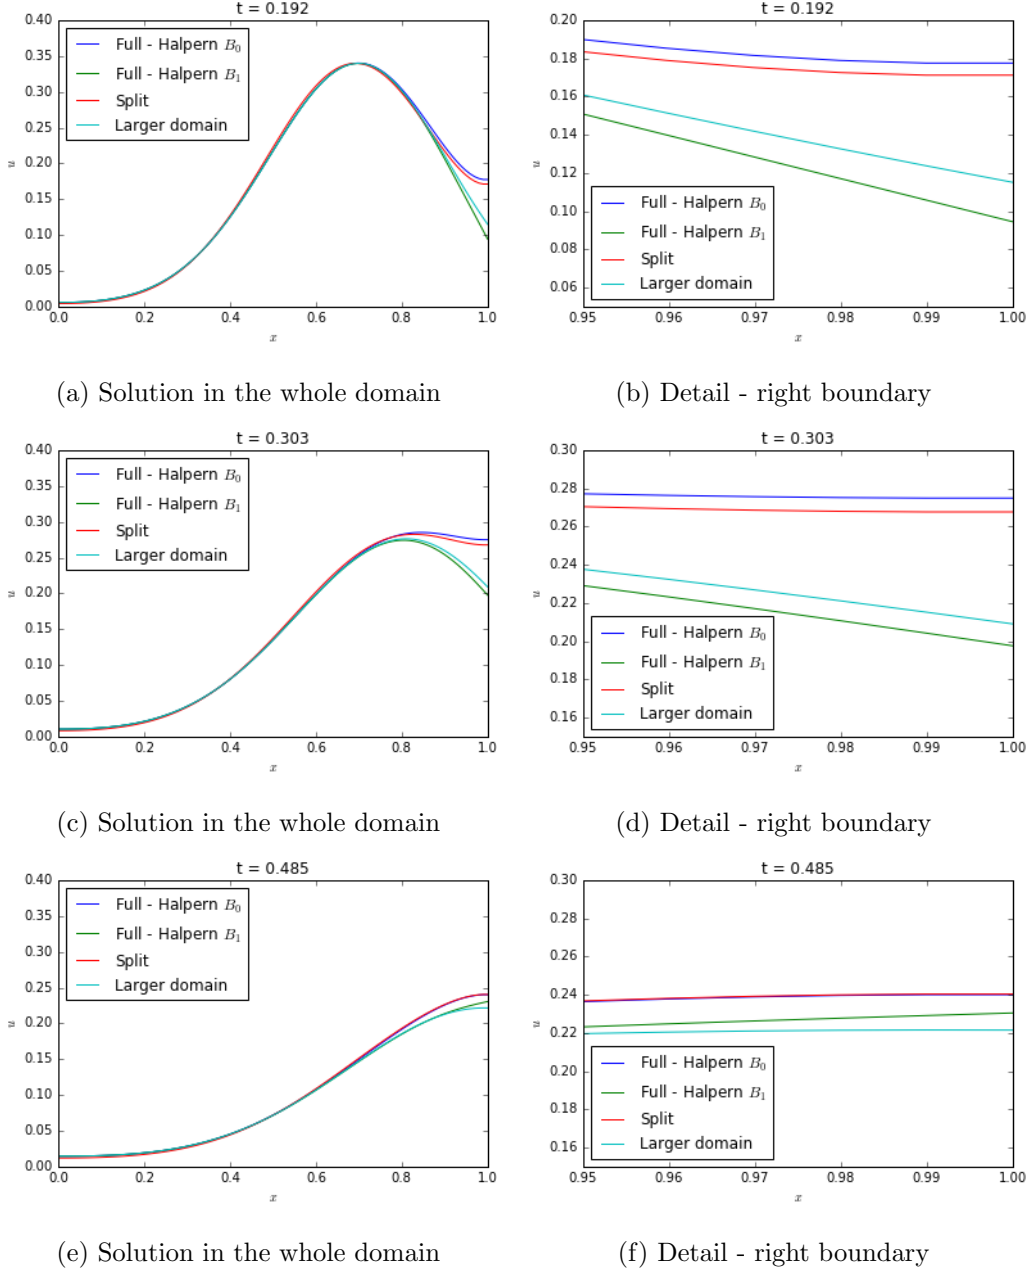 t = 0.192
0.40
0.35
0.30
0.25
0.20
0.15
0.10
0.05
0.00
u
Full - Halpern B₀
Full - Halpern B₁
Split
Larger domain
0.0 0.2 0.4 0.6 0.8 1.0
x
t = 0.192
0.20
0.18
0.16
0.14
0.12
0.10
0.08
0.06
u
Full - Halpern B₀
Full - Halpern B₁
Split
Larger domain
0.95 0.96 0.97 0.98 0.99 1.00
x
(a) Solution in the whole domain
(b) Detail - right boundary
t = 0.303
0.40
0.35
0.30
0.25
0.20
0.15
0.10
0.05
0.00
u
Full - Halpern B₀
Full - Halpern B₁
Split
Larger domain
0.0 0.2 0.4 0.6 0.8 1.0
x
t = 0.303
0.30
0.28
0.26
0.24
0.22
0.20
0.18
0.16
u
Full - Halpern B₀
Full - Halpern B₁
Split
Larger domain
0.95 0.96 0.97 0.98 0.99 1.00
x
(c) Solution in the whole domain
(d) Detail - right boundary
t = 0.485
0.40
0.35
0.30
0.25
0.20
0.15
0.10
0.05
0.00
u
Full - Halpern B₀
Full - Halpern B₁
Split
Larger domain
0.0 0.2 0.4 0.6 0.8 1.0
x
t = 0.485
0.30
0.28
0.26
0.24
0.22
0.20
0.18
0.16
u
Full - Halpern B₀
Full - Halpern B₁
Split
Larger domain
0.95 0.96 0.97 0.98 0.99 1.00
x
(e) Solution in the whole domain
(f) Detail - right boundary